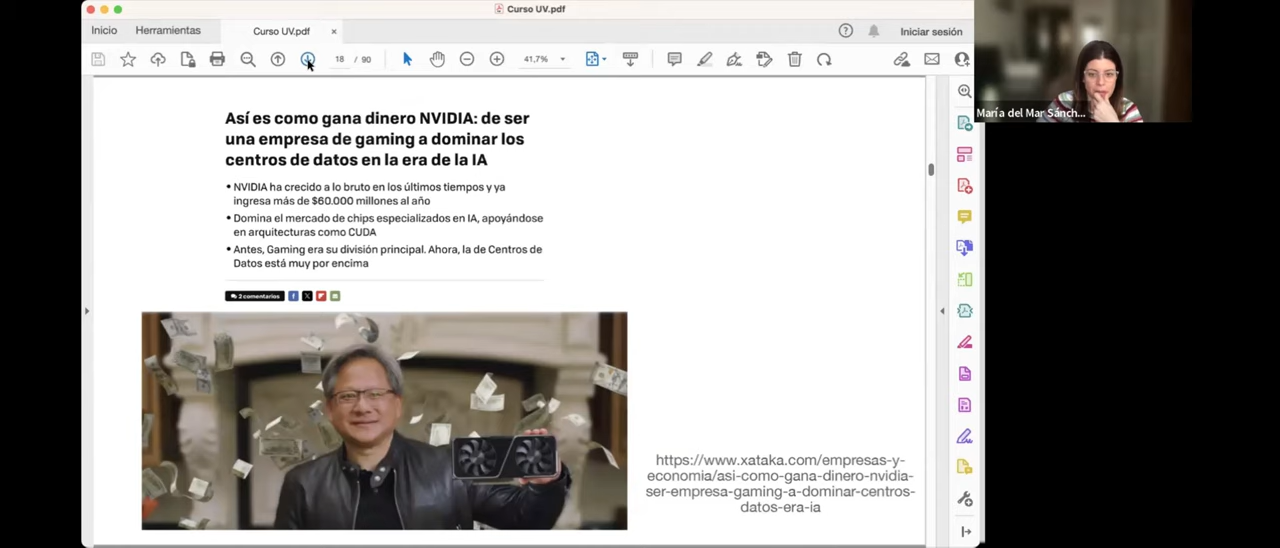 Curso UV.pdf
Inicio
Herramientas
Curso UV.pdf
×
Iniciar sesión
18 / 90
41,7%
María del Mar Sánch...
Así es como gana dinero NVIDIA: de ser
una empresa de gaming a dominar los
centros de datos en la era de la IA
• NVIDIA ha crecido a lo bruto en los últimos tiempos y ya
ingresa más de $60.000 millones al año
• Domina el mercado de chips especializados en IA, apoyándose
en arquitecturas como CUDA
• Antes, Gaming era su división principal. Ahora, la de Centros de
Datos está muy por encima
2 comentarios
https://www.xataka.com/empresas-y-
economia/asi-como-gana-dinero-nvidia-
ser-empresa-gaming-a-dominar-centros-
datos-era-ia